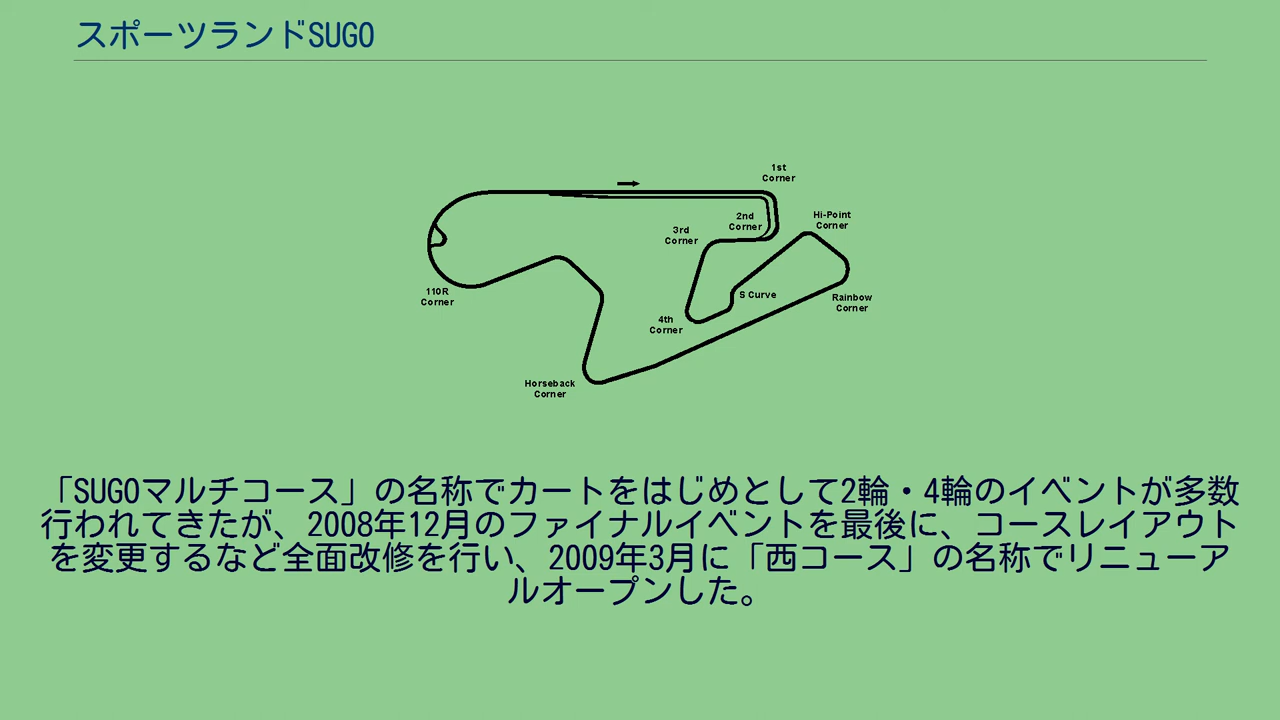 スポーツランドSUGO
1st
Corner
2nd
Corner
Hi-Point
Corner
3rd
Corner
110R
Corner
S Curve
Rainbow
Corner
4th
Corner
Horseback
Corner
「SUGOマルチコース」の名称でカートをはじめとして2輪・4輪のイベントが多数
行われてきたが、2008年12月のファイナルイベントを最後に、コースレイアウト
を変更するなど全面改修を行い、2009年3月に「西コース」の名称でリニューア
ルオープンした。